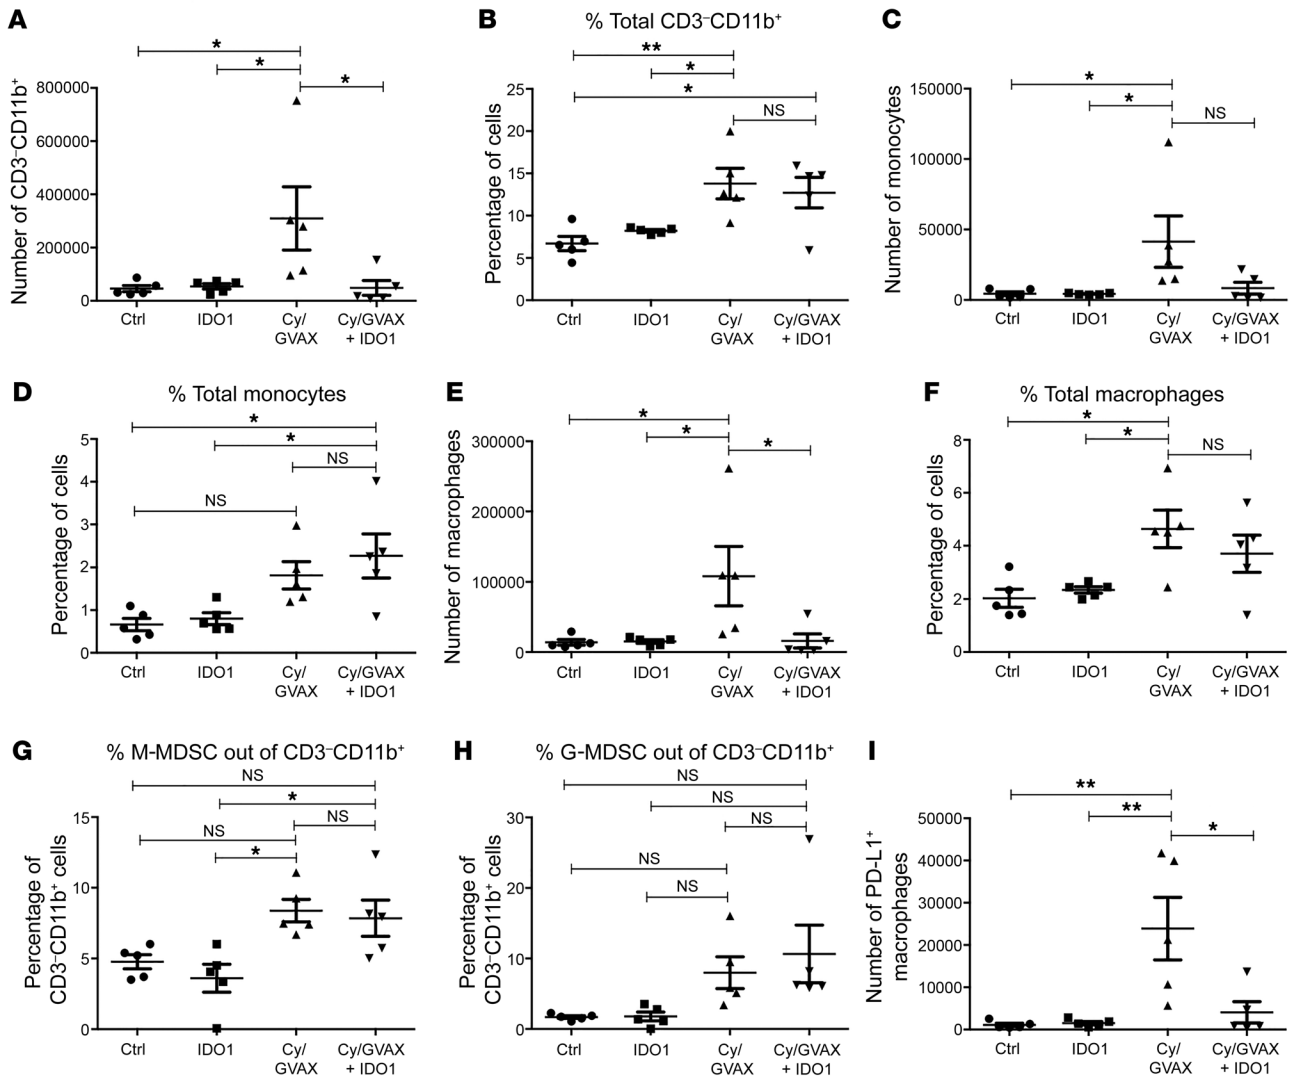 A
*
*
*
Number of CD3–CD11b+
800000
600000
400000
200000
0
Ctrl
IDO1
Cy/
GVAX
Cy/GVAX
+ IDO1
B
% Total CD3–CD11b+
**
*
*
NS
Percentage of cells
25
20
15
10
5
0
Ctrl
IDO1
Cy/
GVAX
Cy/GVAX
+ IDO1
C
*
*
NS
Number of monocytes
150000
100000
50000
0
Ctrl
IDO1
Cy/
GVAX
Cy/GVAX
+ IDO1
D
% Total monocytes
*
*
NS
NS
Percentage of cells
5
4
3
2
1
0
Ctrl
IDO1
Cy/
GVAX
Cy/GVAX
+ IDO1
E
*
*
*
Number of macrophages
300000
200000
100000
0
Ctrl
IDO1
Cy/
GVAX
Cy/GVAX
+ IDO1
F
% Total macrophages
*
*
NS
Percentage of cells
8
6
4
2
0
Ctrl
IDO1
Cy/
GVAX
Cy/GVAX
+ IDO1
G
% M-MDSC out of CD3–CD11b+
NS
*
NS
NS
*
Percentage of
CD3–CD11b+ cells
15
10
5
0
Ctrl
IDO1
Cy/
GVAX
Cy/GVAX
+ IDO1
H
% G-MDSC out of CD3–CD11b+
NS
NS
NS
NS
NS
Percentage of
CD3–CD11b+ cells
30
20
10
0
Ctrl
IDO1
Cy/
GVAX
Cy/GVAX
+ IDO1
I
**
**
*
Number of PD-L1+
macrophages
50000
40000
30000
20000
10000
0
Ctrl
IDO1
Cy/
GVAX
Cy/GVAX
+ IDO1